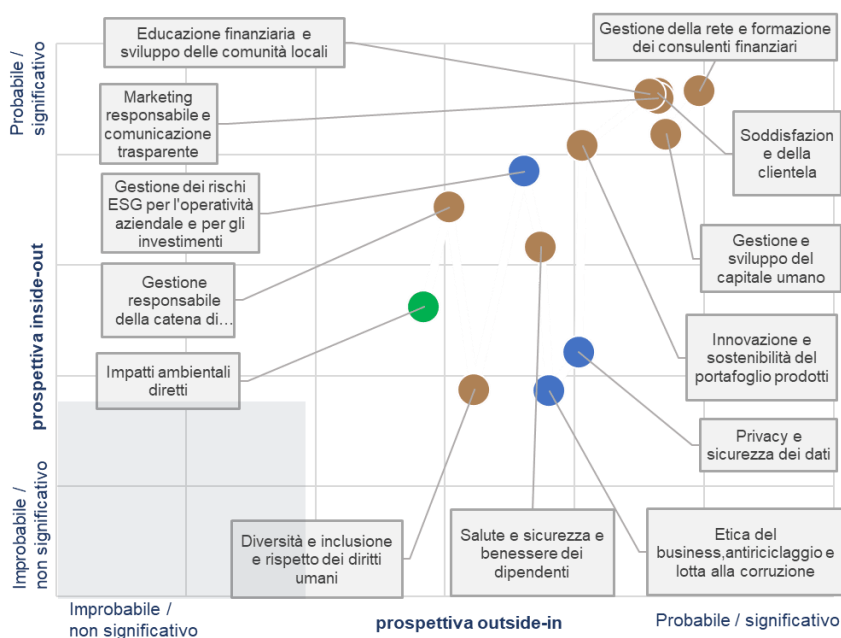 Educazione finanziaria e
sviluppo delle comunità locali
Gestione della rete e formazione
dei consulenti finanziari
Probabile /
significativo
Marketing
responsabile e
comunicazione
trasparente
Soddisfazion
e della
clientela
Gestione dei rischi
ESG per l'operatività
aziendale e per gli
investimenti
Gestione e
sviluppo del
capitale umano
Gestione
responsabile
della catena di...
prospettiva inside-out
Innovazione e
sostenibilità del
portafoglio prodotti
Impatti ambientali
diretti
Privacy e
sicurezza dei dati
Improbabile /
non significativo
Diversità e inclusione
e rispetto dei diritti
umani
Salute e sicurezza e
benessere dei
dipendenti
Etica del
business,antiriciclaggio e
lotta alla corruzione
Improbabile /
non significativo
prospettiva outside-in
Probabile / significativo